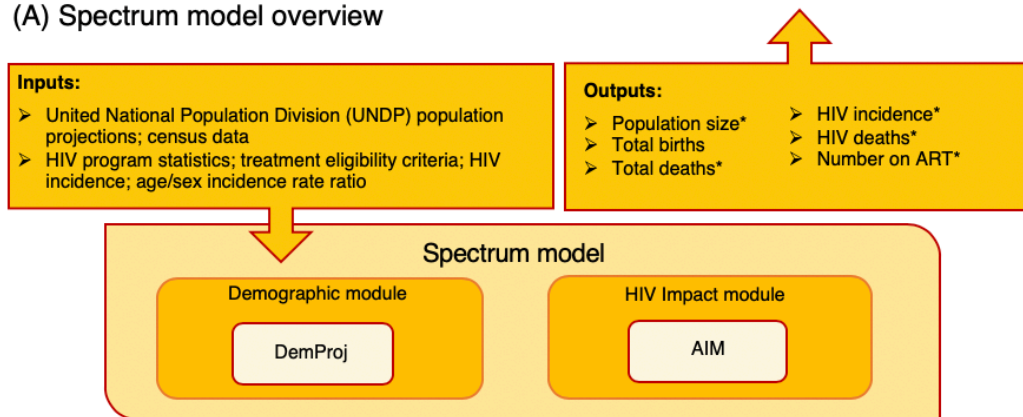 (A) Spectrum model overview
Inputs:
➢ United National Population Division (UNDP) population
projections; census data
➢ HIV program statistics; treatment eligibility criteria; HIV
incidence; age/sex incidence rate ratio
Outputs:
➢ Population size*
➢ Total births
➢ Total deaths*
➢ HIV incidence*
➢ HIV deaths*
➢ Number on ART*
Spectrum model
Demographic module
DemProj
HIV Impact module
AIM